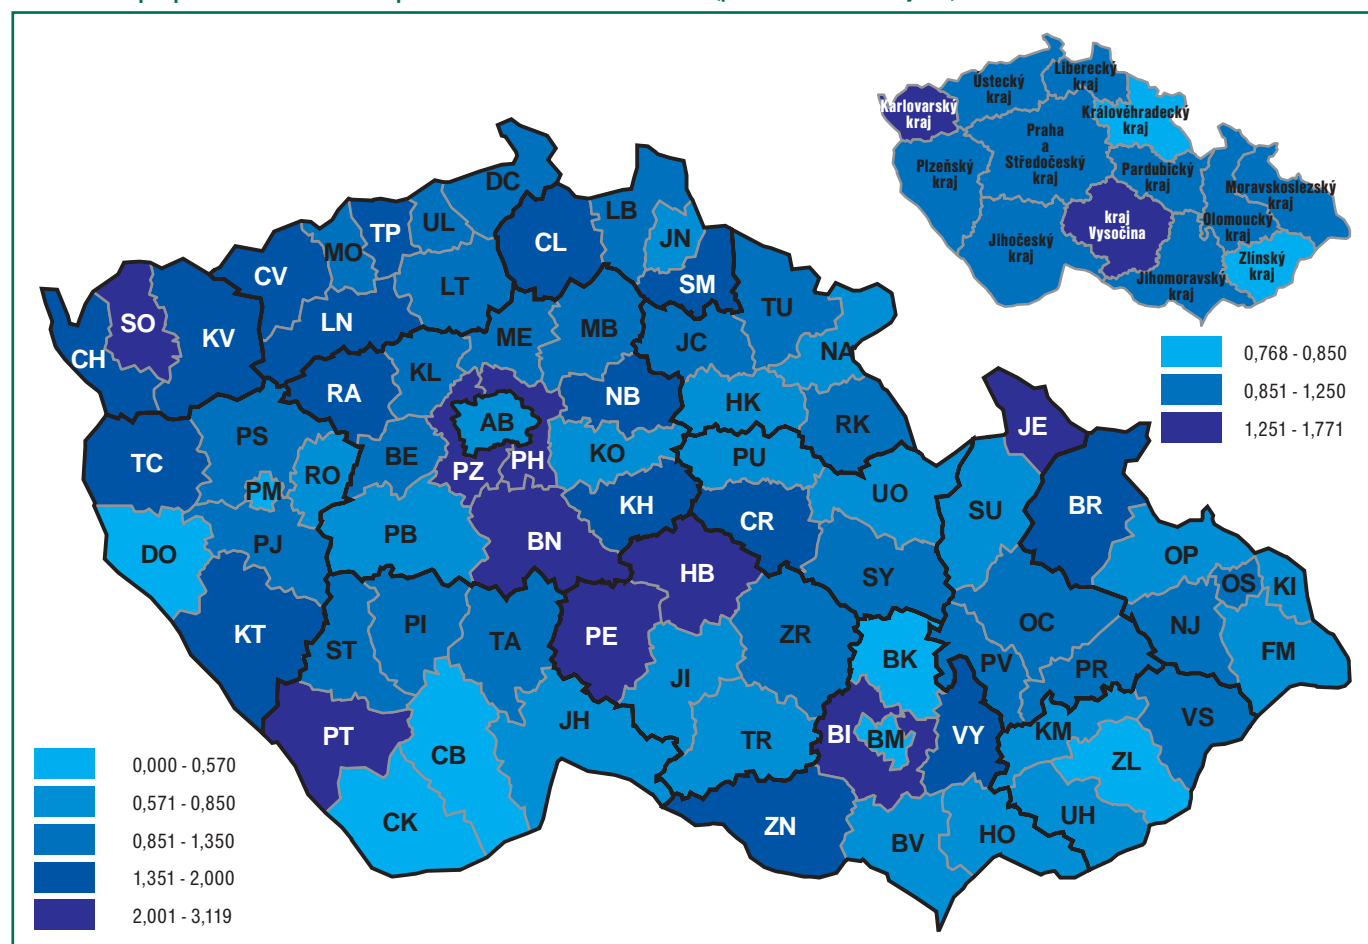 Ústecký
kraj
Liberecký
kraj
Karlovarský
kraj
Královéhradecký
kraj
Praha
a
Středočeský
kraj
Plzeňský
kraj
Pardubický
kraj
Moravskoslezský
kraj
kraj
Vysočina
Olomoucký
kraj
Jihočeský
kraj
Zlínský
kraj
Jihomoravský
kraj
0,768 - 0,850
0,851 - 1,250
1,251 - 1,771
DC
LB
UL
TP
CL
JN
MO
CV
LT
SM
TU
SO
KV
LN
ME
MB
JC
NA
CH
KL
RA
NB
HK
AB
RK
JE
PS
BE
PZ
PH
KO
PU
TC
RO
PM
UO
KH
CR
SU
BR
PB
BN
DO
PJ
OP
HB
SY
OS
KI
KT
ST
PI
TA
PE
ZR
OC
NJ
BK
PV
PR
FM
JI
PT
JH
TR
BI
BM
VY
KM
VS
CB
ZL
CK
ZN
BV
HO
UH
0,000 - 0,570
0,571 - 0,850
0,851 - 1,350
1,351 - 2,000
2,001 - 3,119